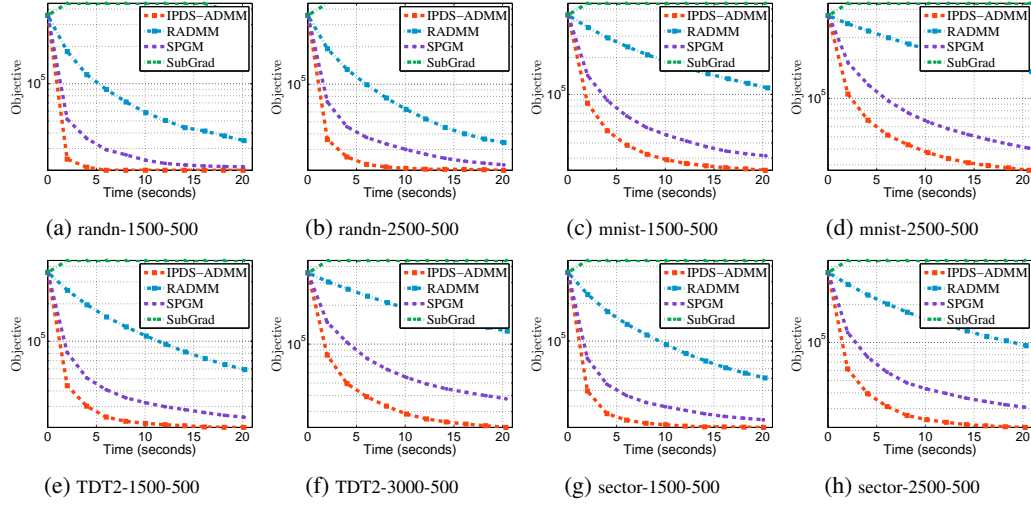 IPDS-ADMM
RADMM
SPGM
SubGrad
Objective
10^5
0 5 10 15 20
Time (seconds)
(a) randn-1500-500
IPDS-ADMM
RADMM
SPGM
SubGrad
Objective
10^5
0 5 10 15 20
Time (seconds)
(b) randn-2500-500
IPDS-ADMM
RADMM
SPGM
SubGrad
Objective
10^5
0 5 10 15 20
Time (seconds)
(c) mnist-1500-500
IPDS-ADMM
RADMM
SPGM
SubGrad
Objective
10^5
0 5 10 15 20
Time (seconds)
(d) mnist-2500-500
IPDS-ADMM
RADMM
SPGM
SubGrad
Objective
10^5
0 5 10 15 20
Time (seconds)
(e) TDT2-1500-500
IPDS-ADMM
RADMM
SPGM
SubGrad
Objective
10^5
0 5 10 15 20
Time (seconds)
(f) TDT2-3000-500
IPDS-ADMM
RADMM
SPGM
SubGrad
Objective
10^5
0 5 10 15 20
Time (seconds)
(g) sector-1500-500
IPDS-ADMM
RADMM
SPGM
SubGrad
Objective
10^5
0 5 10 15 20
Time (seconds)
(h) sector-2500-500